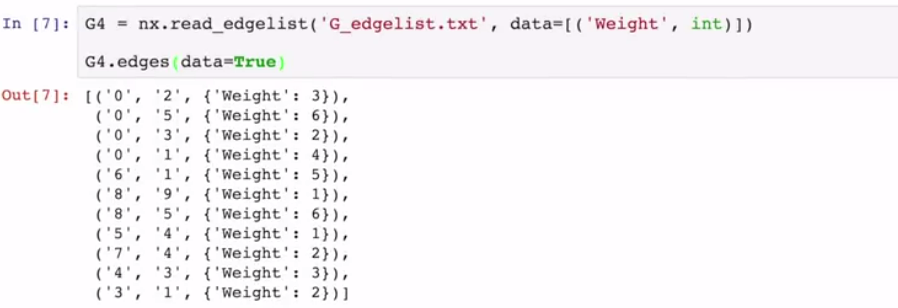 In [7]: G4 = nx.read_edgelist('G_edgelist.txt', data=[('Weight', int)])
G4.edges(data=True)
Out[7]: [('0', '2', {'Weight': 3}),
('0', '5', {'Weight': 6}),
('0', '3', {'Weight': 2}),
('0', '1', {'Weight': 4}),
('6', '1', {'Weight': 5}),
('8', '9', {'Weight': 1}),
('8', '5', {'Weight': 6}),
('5', '4', {'Weight': 1}),
('7', '4', {'Weight': 2}),
('4', '3', {'Weight': 3}),
('3', '1', {'Weight': 2})]